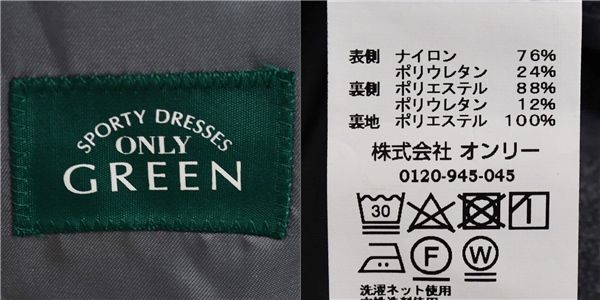 SPORTY DRESSES
ONLY
GREEN
表側 ナイロン 76%
ポリウレタン 24%
裏側 ポリエステル 88%
ポリウレタン 12%
裏地 ポリエステル 100%
株式会社 オンリー
0120-945-045
30
F W
洗濯ネット使用